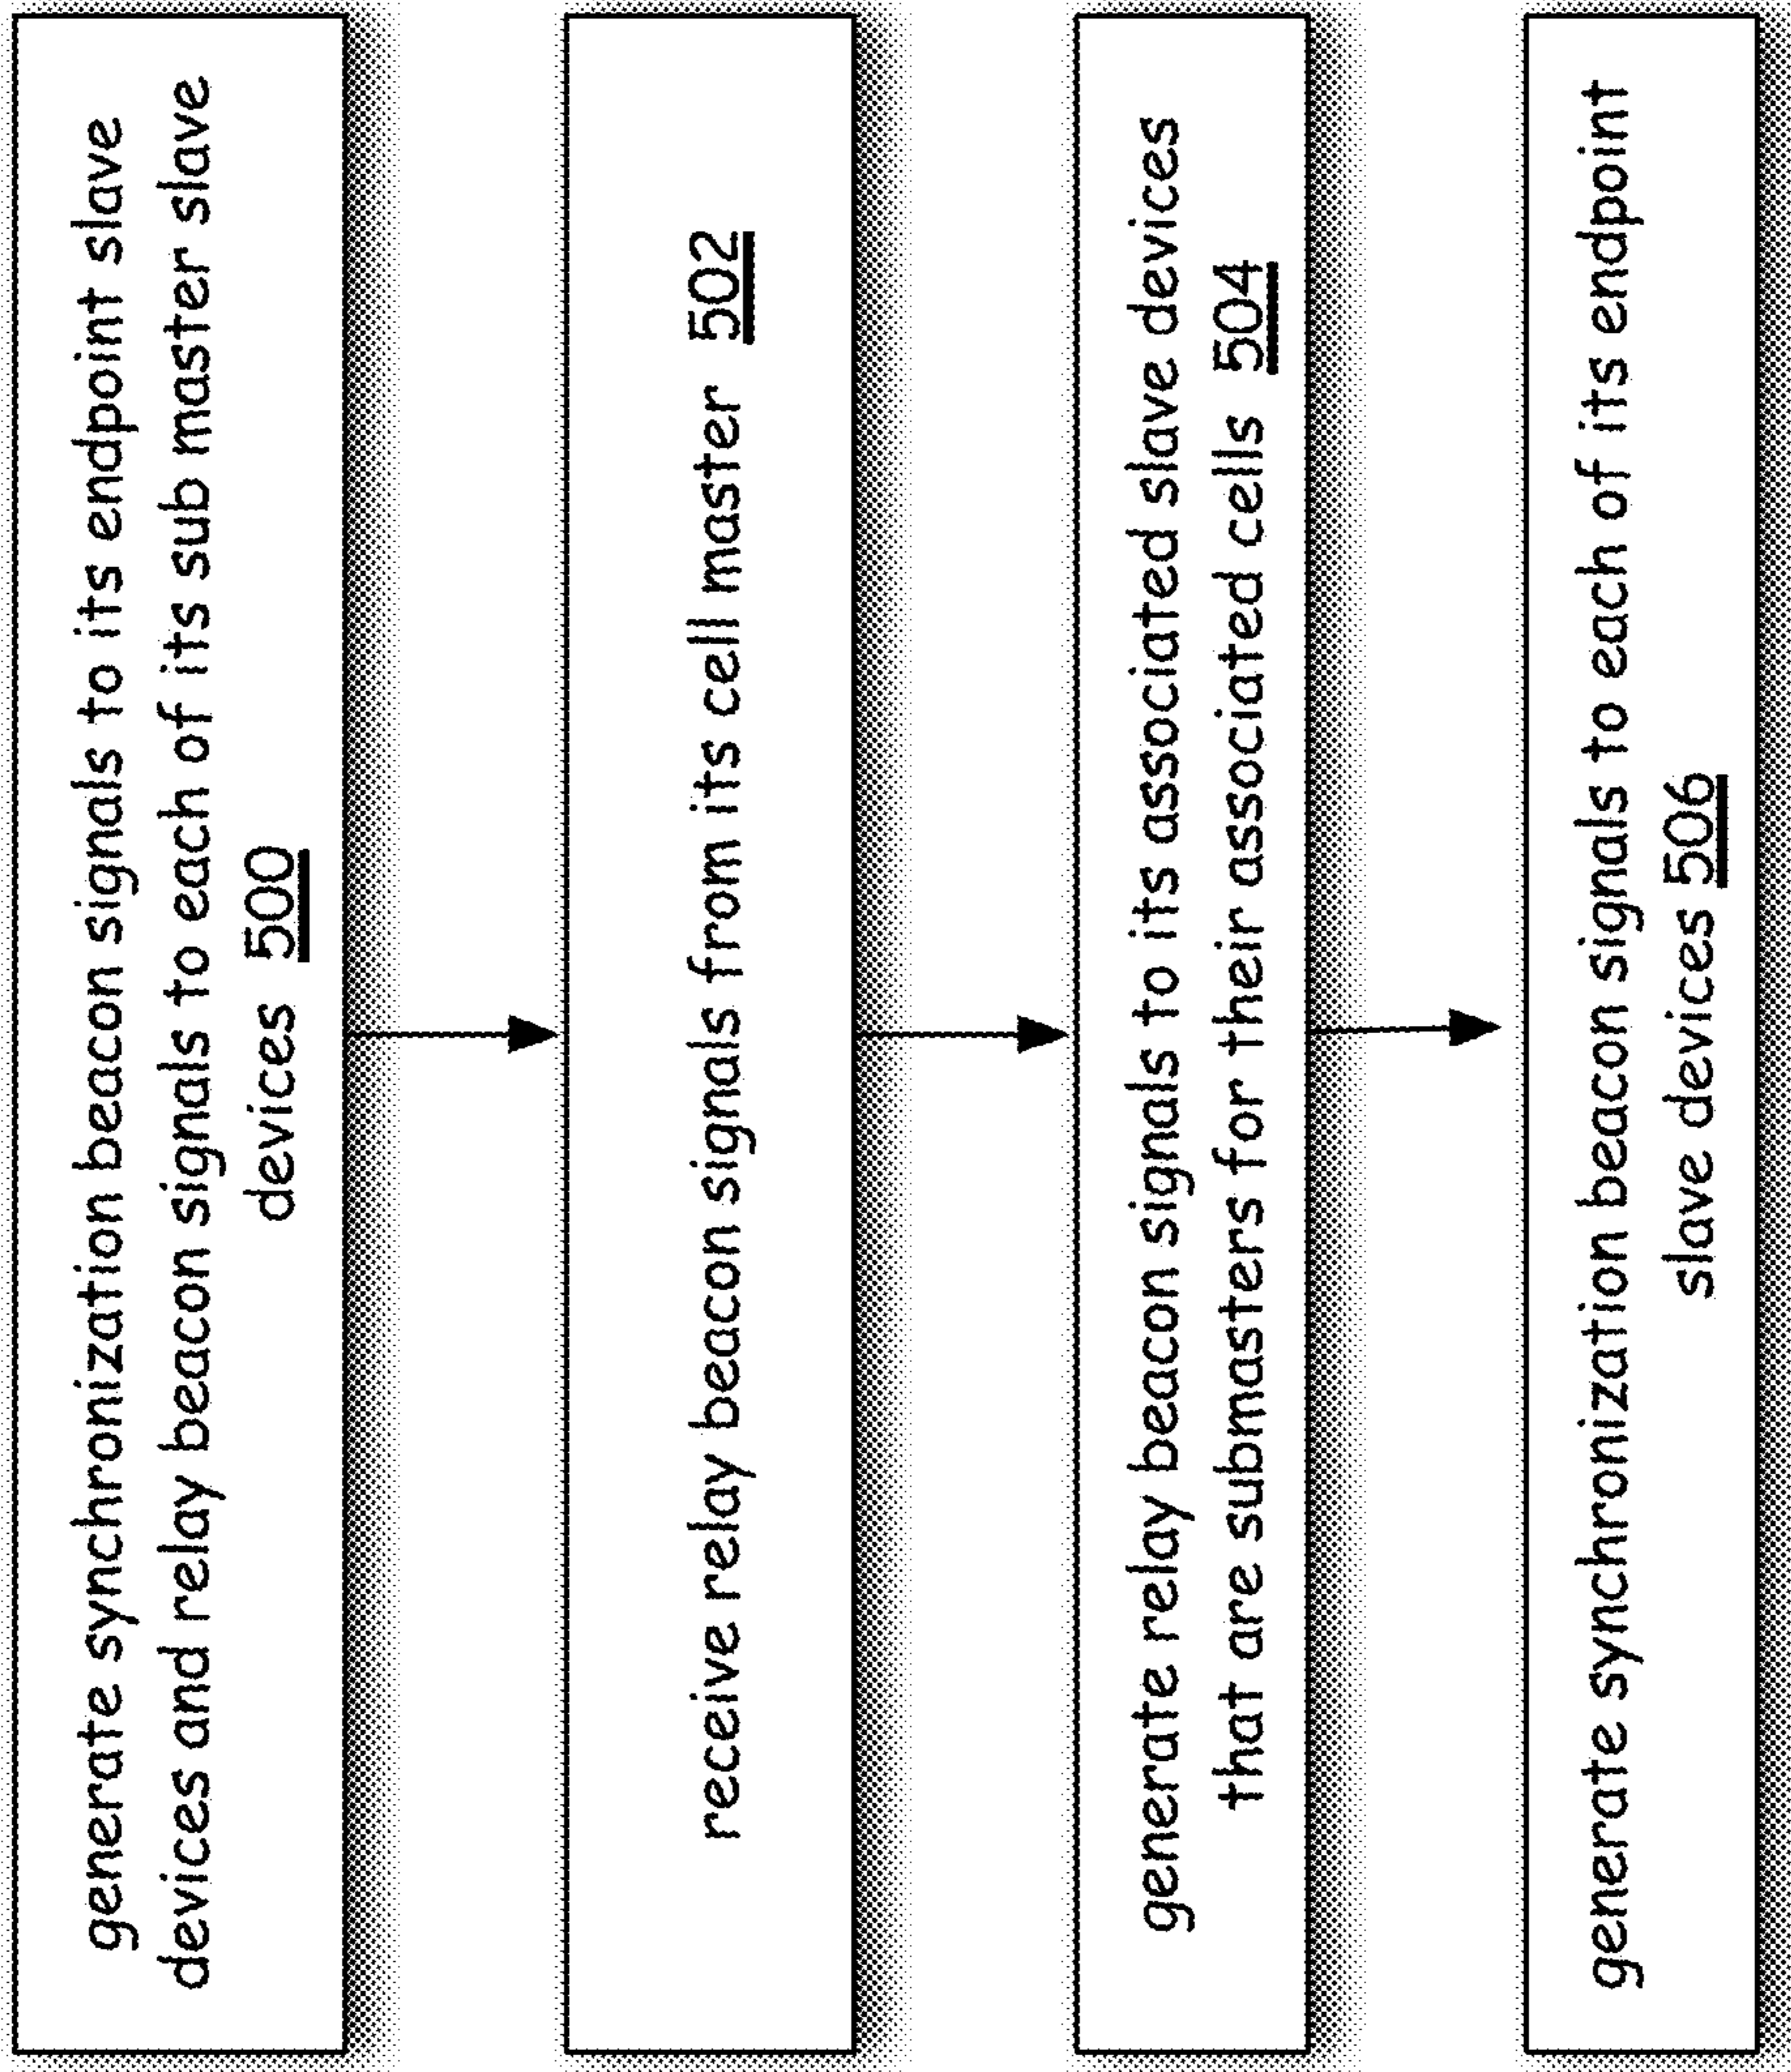 generate synchronization beacon signals to its endpoint slave
devices and relay beacon signals to each of its sub master slave
devices 500
receive relay beacon signals from its cell master 502
generate relay beacon signals to its associated slave devices
that are submasters for their associated cells 504
generate synchronization beacon signals to each of its endpoint
slave devices 506